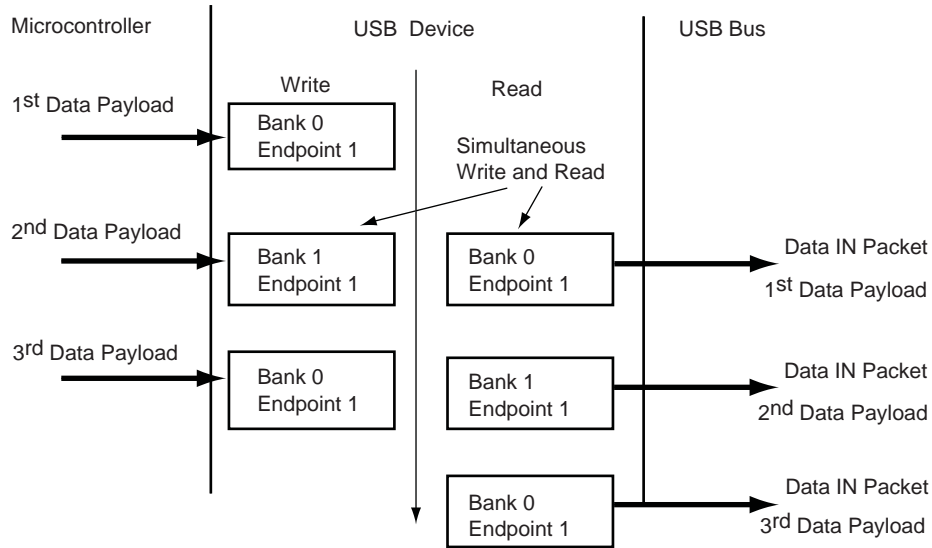 Microcontroller
USB Device
USB Bus
Write
Read
1st Data Payload
Bank 0
Endpoint 1
Simultaneous
Write and Read
2nd Data Payload
Bank 1
Endpoint 1
Bank 0
Endpoint 1
Data IN Packet
1st Data Payload
3rd Data Payload
Bank 0
Endpoint 1
Bank 1
Endpoint 1
Data IN Packet
2nd Data Payload
Bank 0
Endpoint 1
Data IN Packet
3rd Data Payload